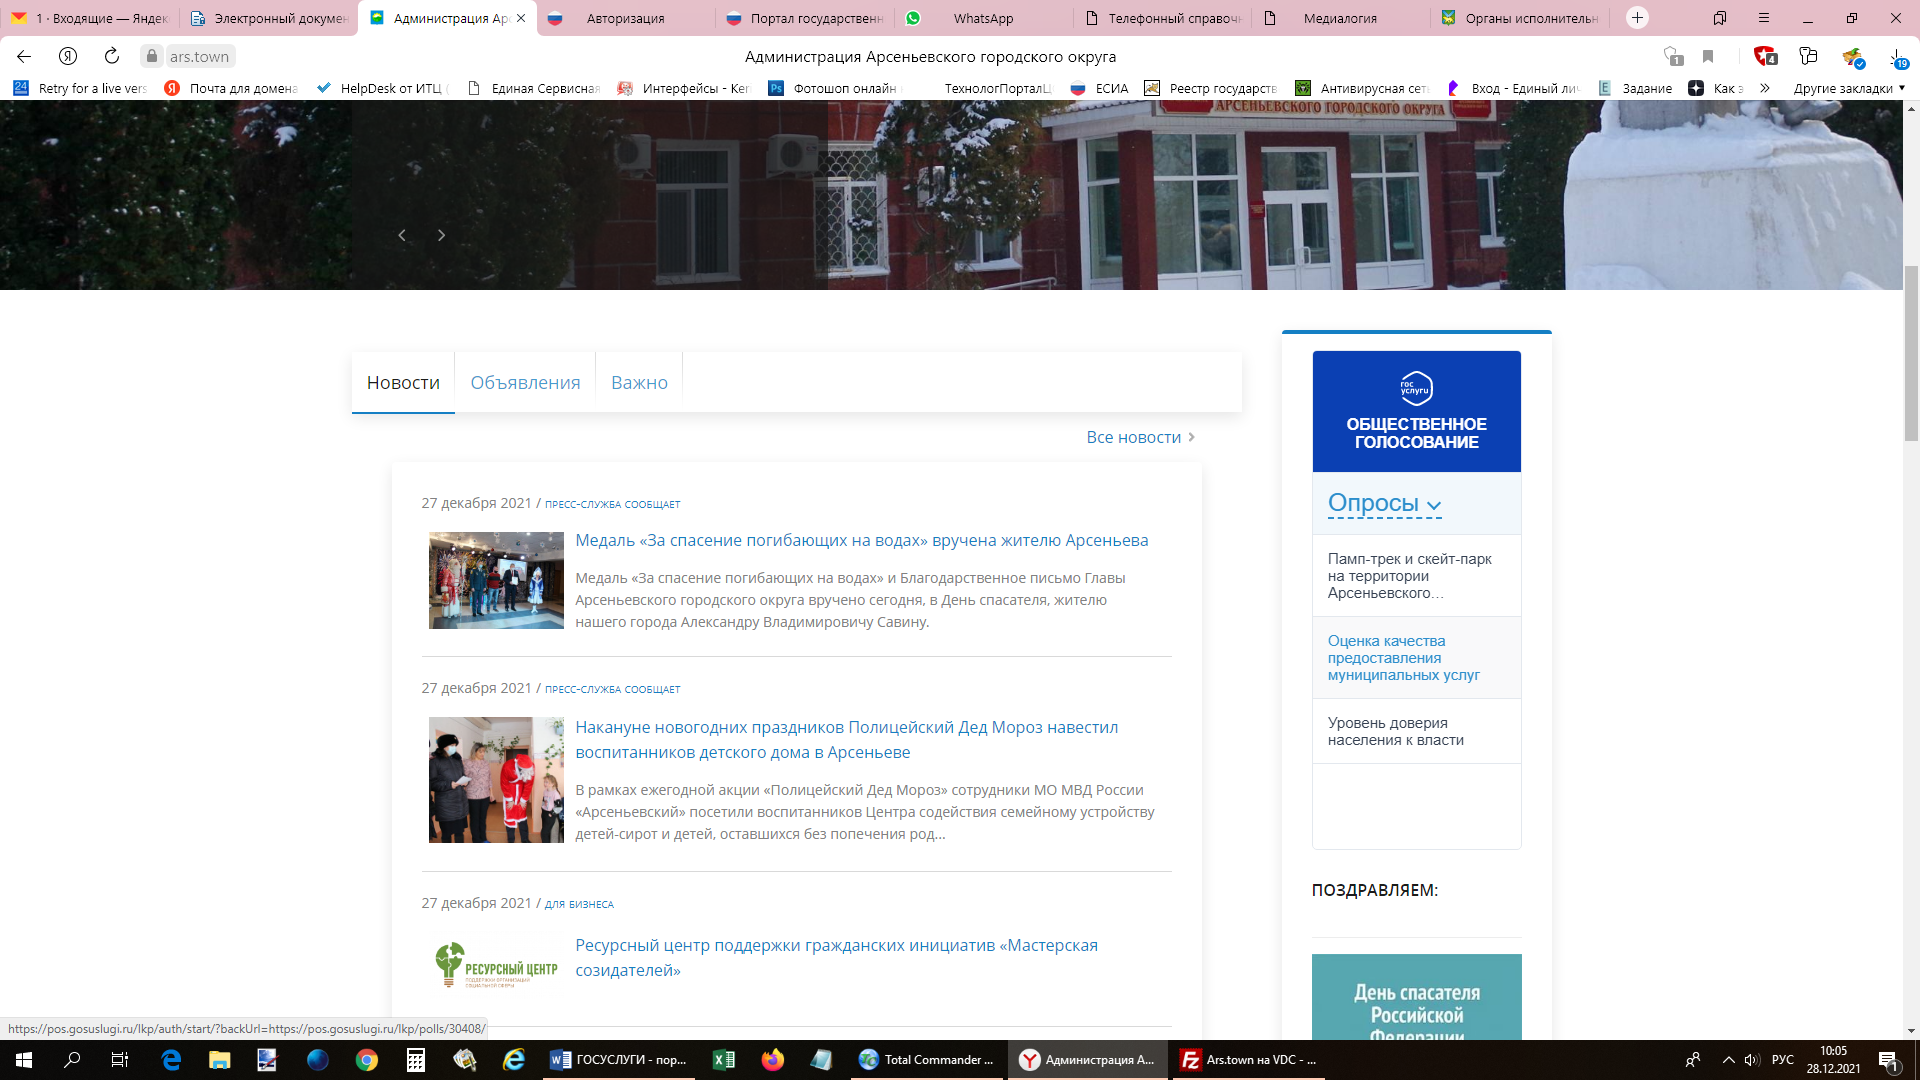 1 · Входящие — Яндек
Электронный докумен
Администрация Арс
Авторизация
Портал государственн
WhatsApp
Телефонный справочн
Медиалогия
Органы исполнительн
ars.town
Администрация Арсеньевского городского округа
1
4
19
24 Retry for a live vers
Почта для домена
HelpDesk от ИТЦ (
Единая Сервисная
Интерфейсы - Ker
Ps Фотошоп онлайн
ТехнологПорталЦ
ЕСИА
Реестр государств
Антивирусная сет
Вход - Единый ли
Задание
Как э
Другие закладки
АРСЕНЬЕВСКОГО ГОРОДСКОГО ОКРУГА
Новости
Объявления
Важно
Все новости
27 декабря 2021 / ПРЕСС-СЛУЖБА СООБЩАЕТ
Медаль «За спасение погибающих на водах» вручена жителю Арсеньева
Медаль «За спасение погибающих на водах» и Благодарственное письмо Главы
Арсеньевского городского округа вручено сегодня, в День спасателя, жителю
нашего города Александру Владимировичу Савину.
27 декабря 2021 / ПРЕСС-СЛУЖБА СООБЩАЕТ
Накануне новогодних праздников Полицейский Дед Мороз навестил
воспитанников детского дома в Арсеньеве
В рамках ежегодной акции «Полицейский Дед Мороз» сотрудники МО МВД России
«Арсеньевский» посетили воспитанников Центра содействия семейному устройству
детей-сирот и детей, оставшихся без попечения род...
27 декабря 2021 / ДЛЯ БИЗНЕСА
РЕСУРСНЫЙ ЦЕНТР
Ресурсный центр поддержки гражданских инициатив «Мастерская
созидателей»
гос
услуги
ОБЩЕСТВЕННОЕ
ГОЛОСОВАНИЕ
Опросы
Памп-трек и скейт-парк
на территории
Арсеньевского…
Оценка качества
предоставления
муниципальных услуг
Уровень доверия
населения к власти
ПОЗДРАВЛЯЕМ:
День спасателя
Российской
Федерации
https://pos.gosuslugi.ru/lkp/auth/start/?backUrl=https://pos.gosuslugi.ru/lkp/polls/30408/
ГОСУСЛУГИ - пор...
Total Commander ...
Администрация А...
Ars.town на VDC - ...
РУС
10:05
28.12.2021
1